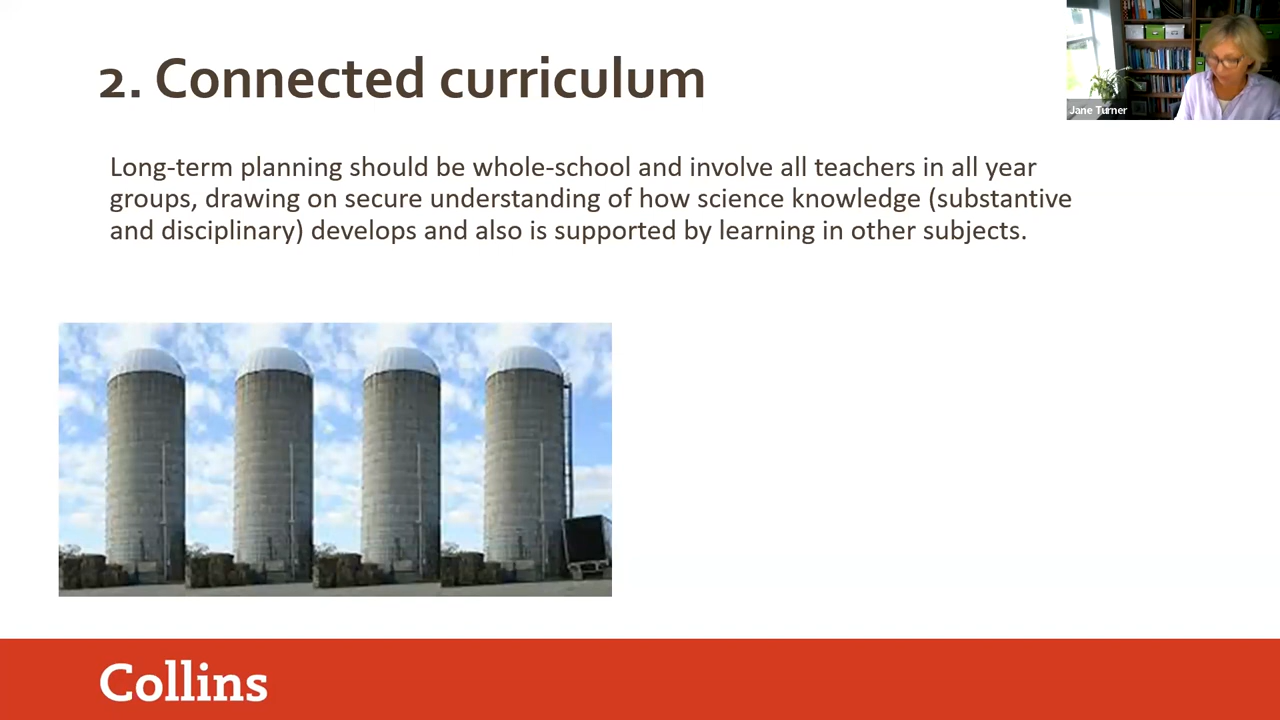 2. Connected curriculum
Jane Turner
Long-term planning should be whole-school and involve all teachers in all year
groups, drawing on secure understanding of how science knowledge (substantive
and disciplinary) develops and also is supported by learning in other subjects.
Collins